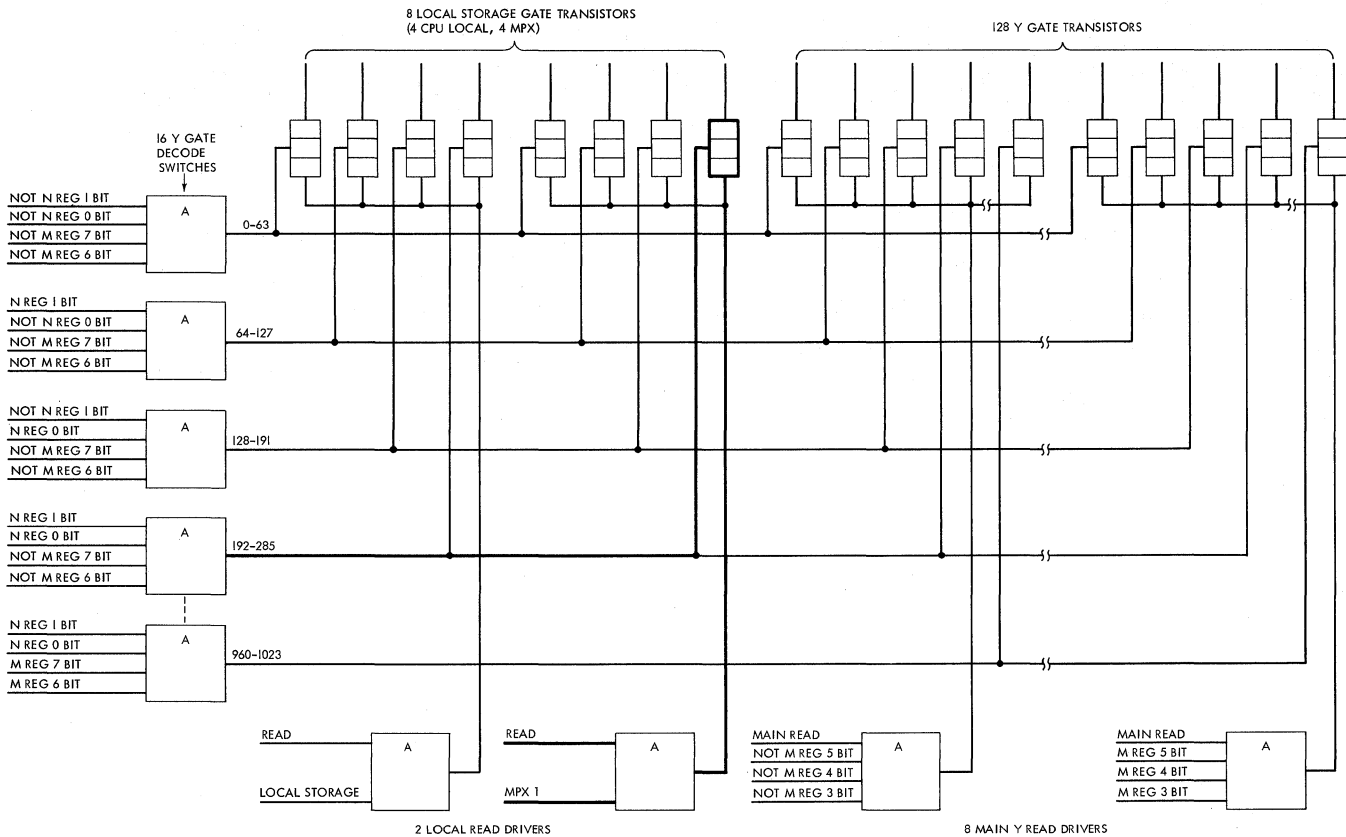 8 LOCAL STORAGE GATE TRANSISTORS
(4 CPU LOCAL, 4 MPX)
128 Y GATE TRANSISTORS
16 Y GATE
DECODE
SWITCHES
NOT N REG 1 BIT
NOT N REG 0 BIT
NOT M REG 7 BIT
NOT M REG 6 BIT
A
0-63
N REG 1 BIT
NOT N REG 0 BIT
NOT M REG 7 BIT
NOT M REG 6 BIT
A
64-127
NOT N REG 1 BIT
N REG 0 BIT
NOT M REG 7 BIT
NOT M REG 6 BIT
A
128-191
N REG 1 BIT
N REG 0 BIT
NOT M REG 7 BIT
NOT M REG 6 BIT
A
192-285
N REG 1 BIT
N REG 0 BIT
M REG 7 BIT
M REG 6 BIT
A
960-1023
READ
LOCAL STORAGE
A
READ
MPX 1
A
MAIN READ
NOT M REG 5 BIT
NOT M REG 4 BIT
NOT M REG 3 BIT
A
MAIN READ
M REG 5 BIT
M REG 4 BIT
M REG 3 BIT
A
2 LOCAL READ DRIVERS
8 MAIN Y READ DRIVERS